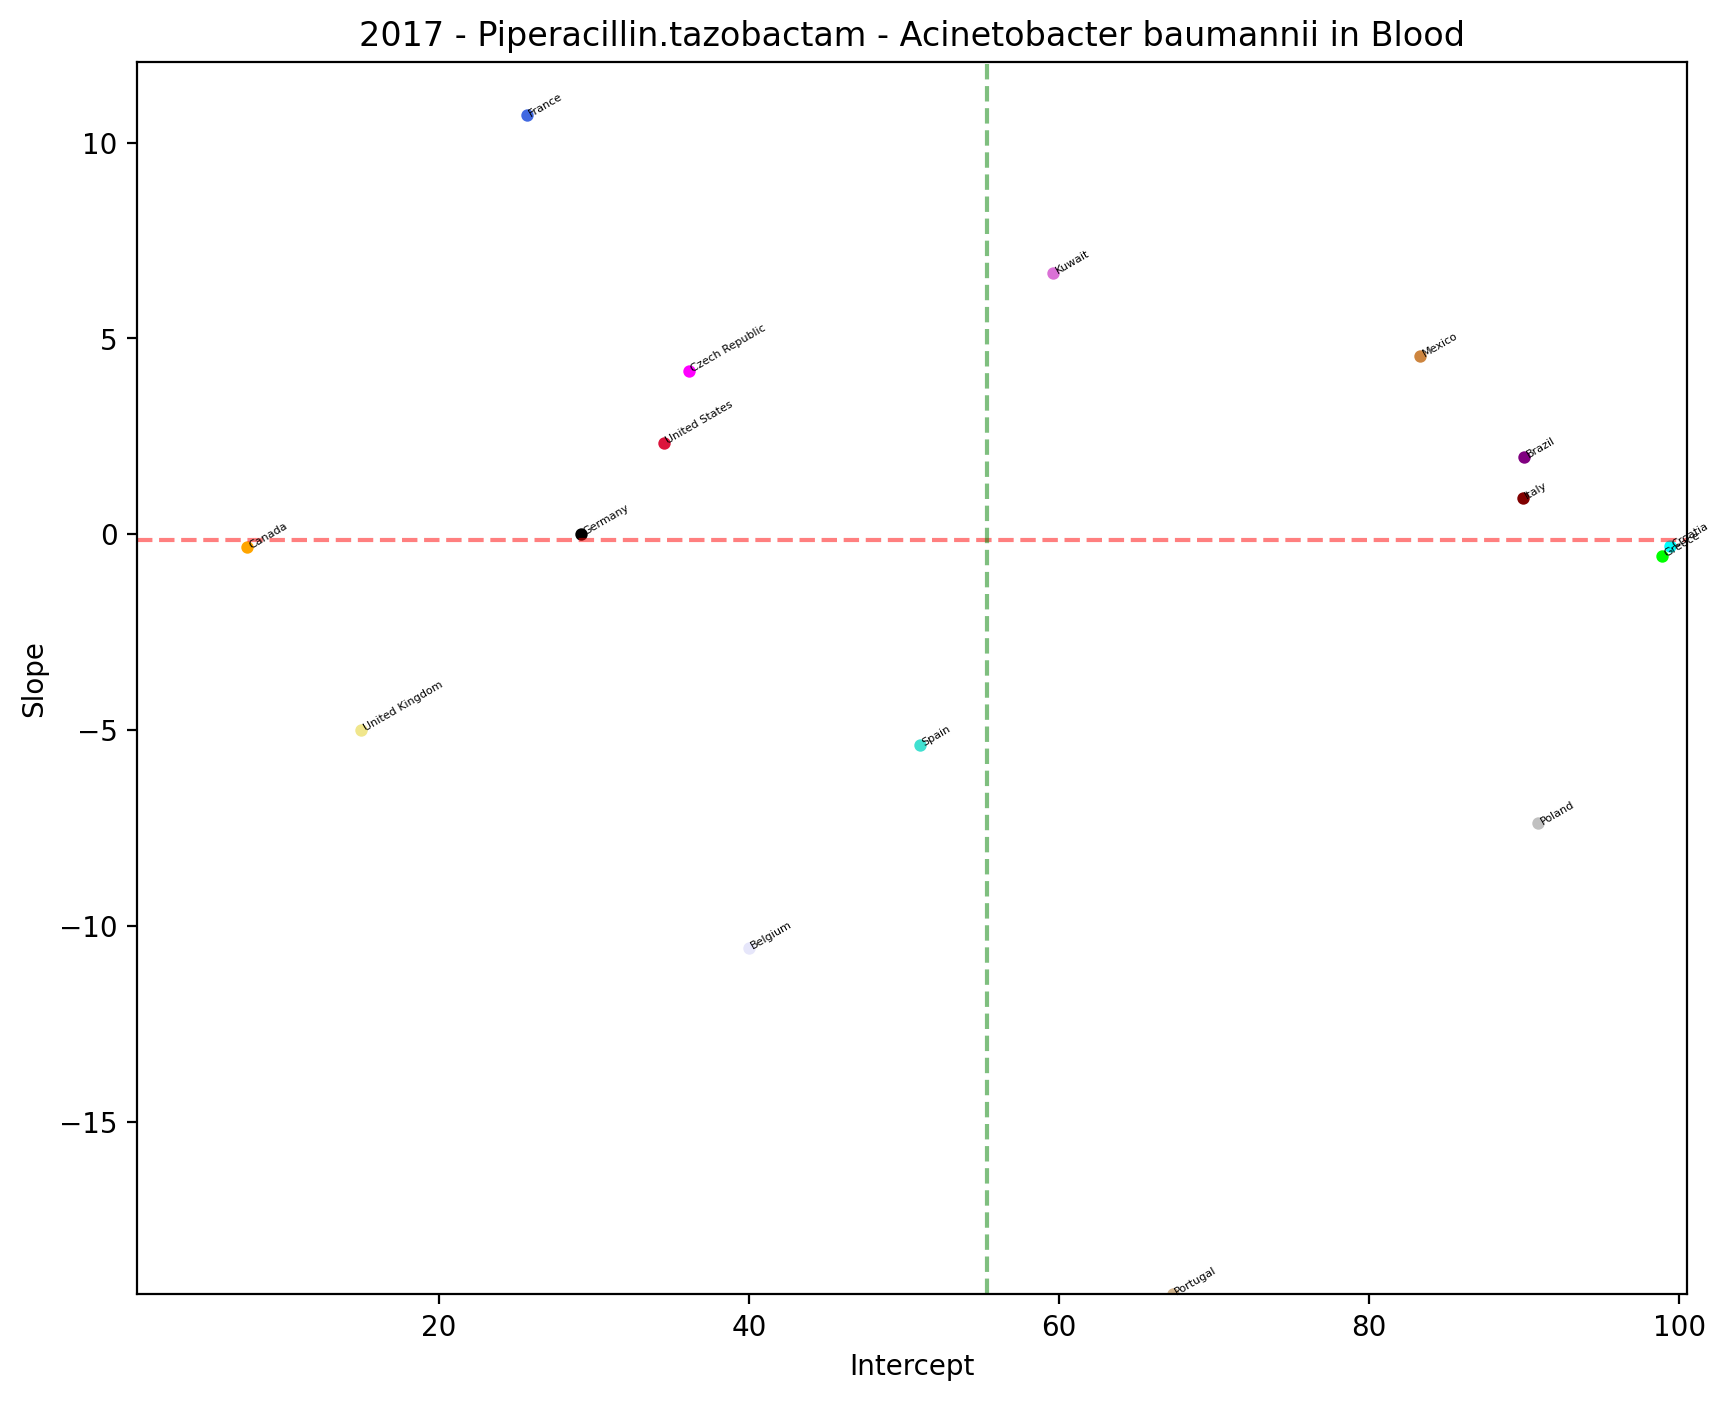 2017 - Piperacillin.tazobactam - Acinetobacter baumannii in Blood
France
10
Kuwait
5
Czech Republic
Mexico
United States
Brazil
Italy
Germany
Canada
0
Croatia
Greece
Slope
United Kingdom
−5
Spain
Poland
−10
Belgium
−15
Portugal
20
40
60
80
100
Intercept